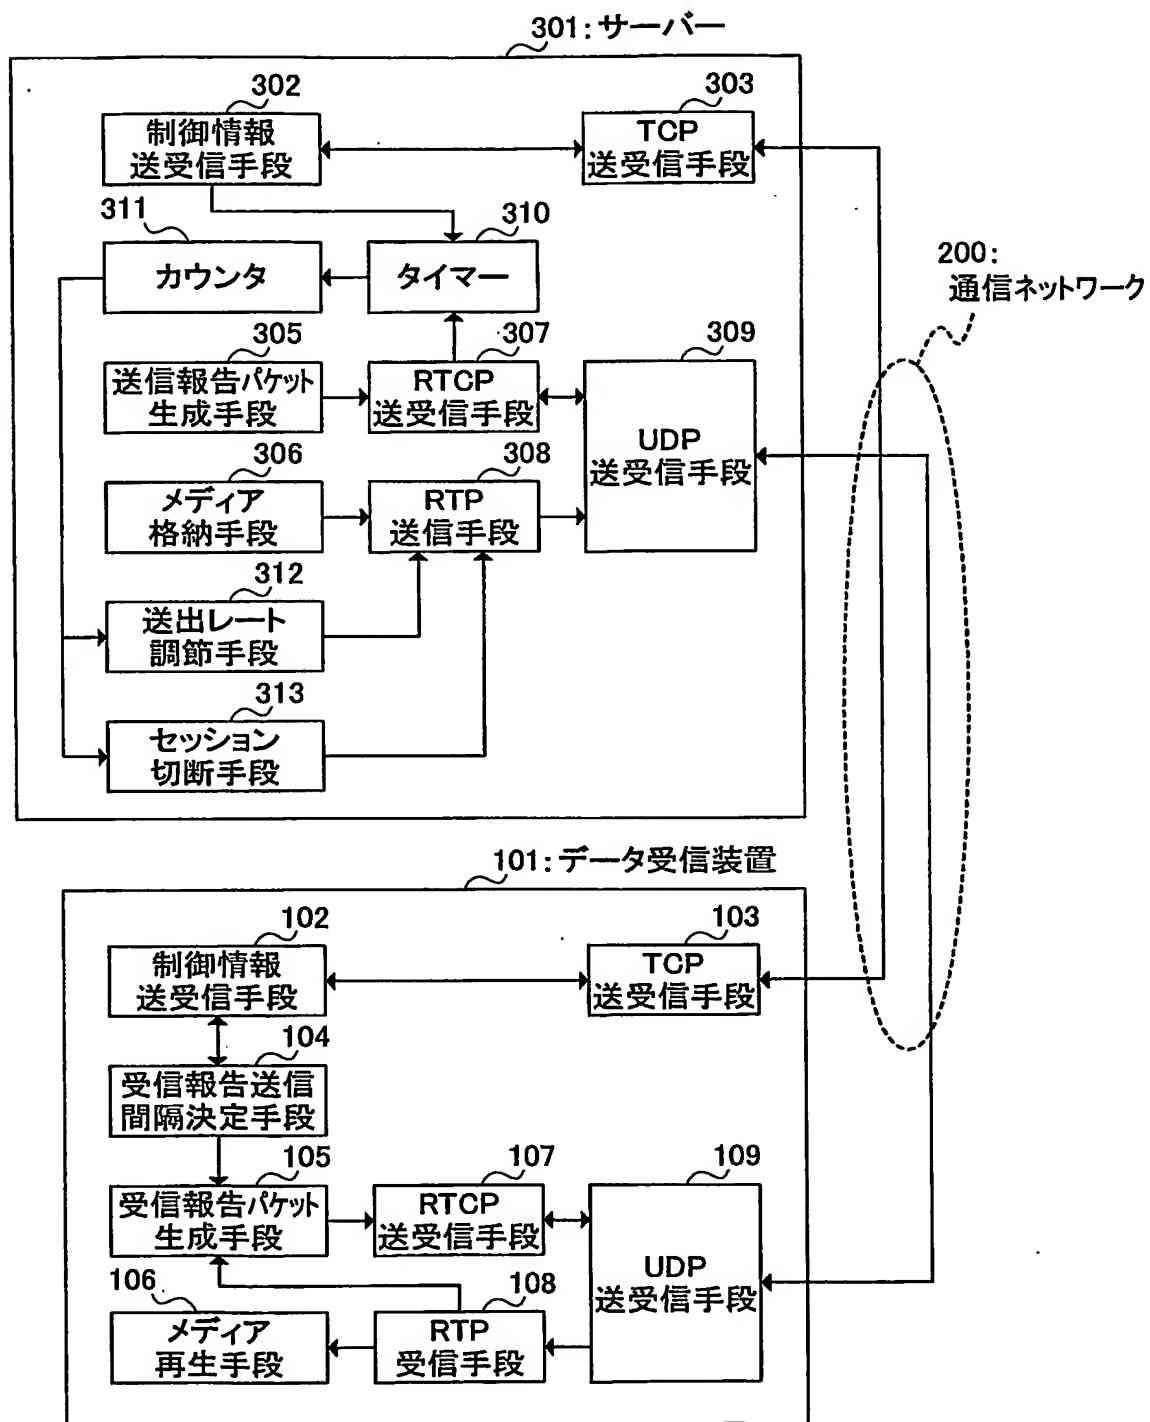 301:サーバー
302
制御情報
送受信手段
303
TCP
送受信手段
311
カウンタ
310
タイマー
200:
通信ネットワーク
305
送信報告パケット
生成手段
307
RTCP
送受信手段
309
UDP
送受信手段
306
メディア
格納手段
308
RTP
送信手段
312
送出レート
調節手段
313
セッション
切断手段
101:データ受信装置
102
制御情報
送受信手段
103
TCP
送受信手段
104
受信報告送信
間隔決定手段
105
受信報告パケット
生成手段
107
RTCP
送受信手段
109
UDP
送受信手段
106
メディア
再生手段
108
RTP
受信手段